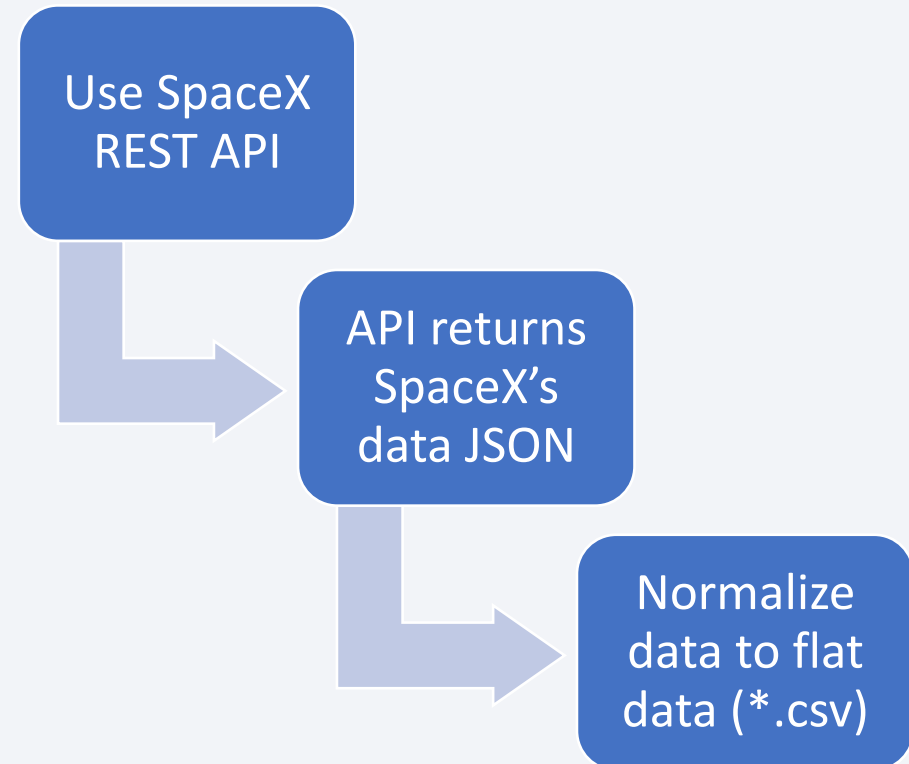 Use SpaceX
REST API
API returns
SpaceX’s
data JSON
Normalize
data to flat
data (*.csv)